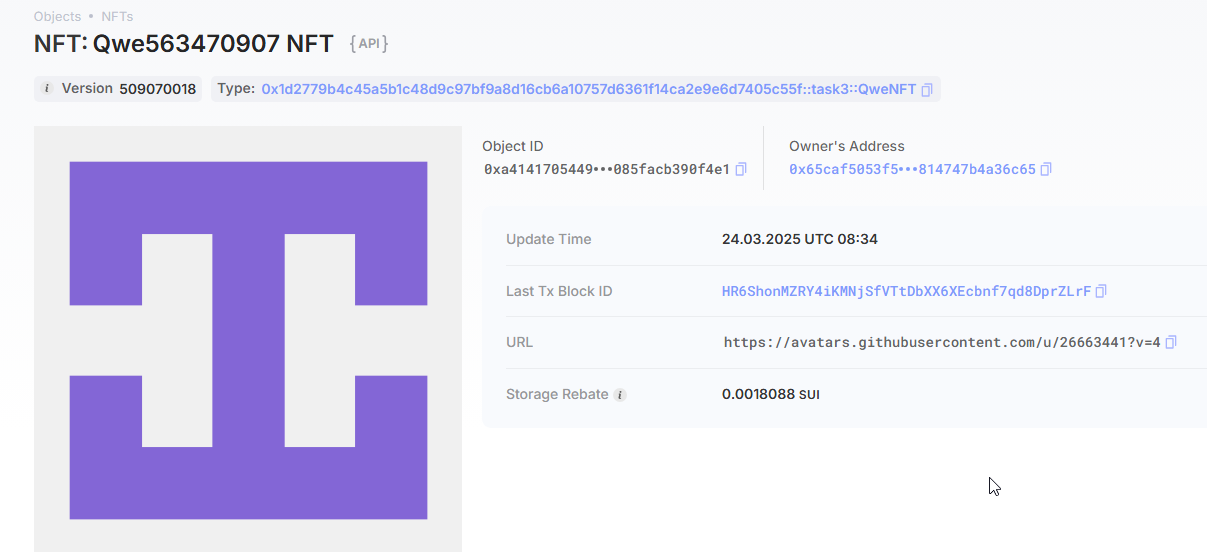 Objects • NFTs
NFT: Qwe563470907 NFT {API}
i Version 509070018 Type: 0x1d2779b4c45a5b1c48d9c97bf9a8d16cb6a10757d6361f14ca2e9e6d7405c55f::task3::QweNFT
Object ID Owner's Address
0xa4141705449•••085facb390f4e1 0x65caf5053f5•••814747b4a36c65
Update Time 24.03.2025 UTC 08:34
Last Tx Block ID HR6ShonMZRY4iKMNjSfVTtDbXX6XEcbnf7qd8DprZLrF
URL https://avatars.githubusercontent.com/u/26663441?v=4
Storage Rebate i 0.0018088 SUI